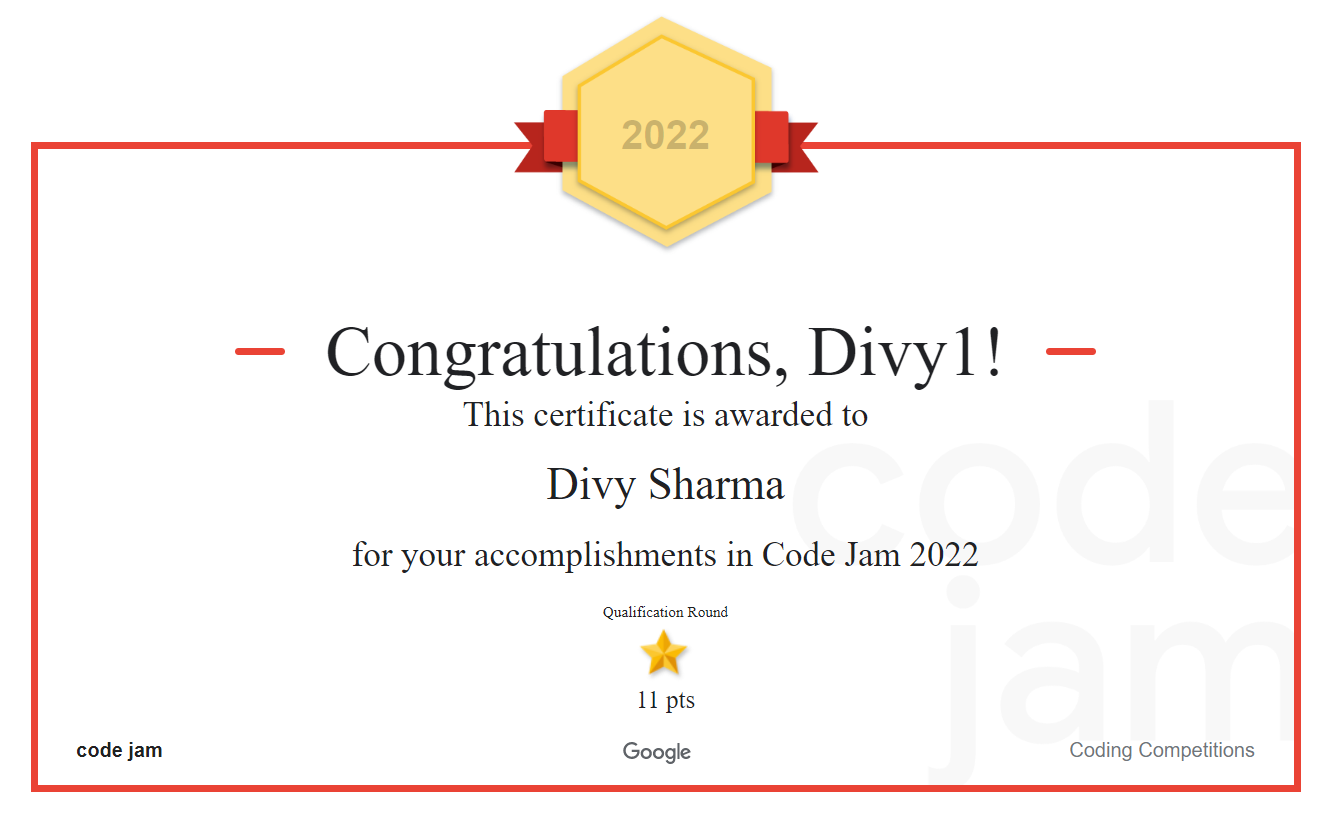 2022
Congratulations, Divy1!
This certificate is awarded to
Divy Sharma
for your accomplishments in Code Jam 2022
Qualification Round
11 pts
code jam
Google
Coding Competitions
code
jam